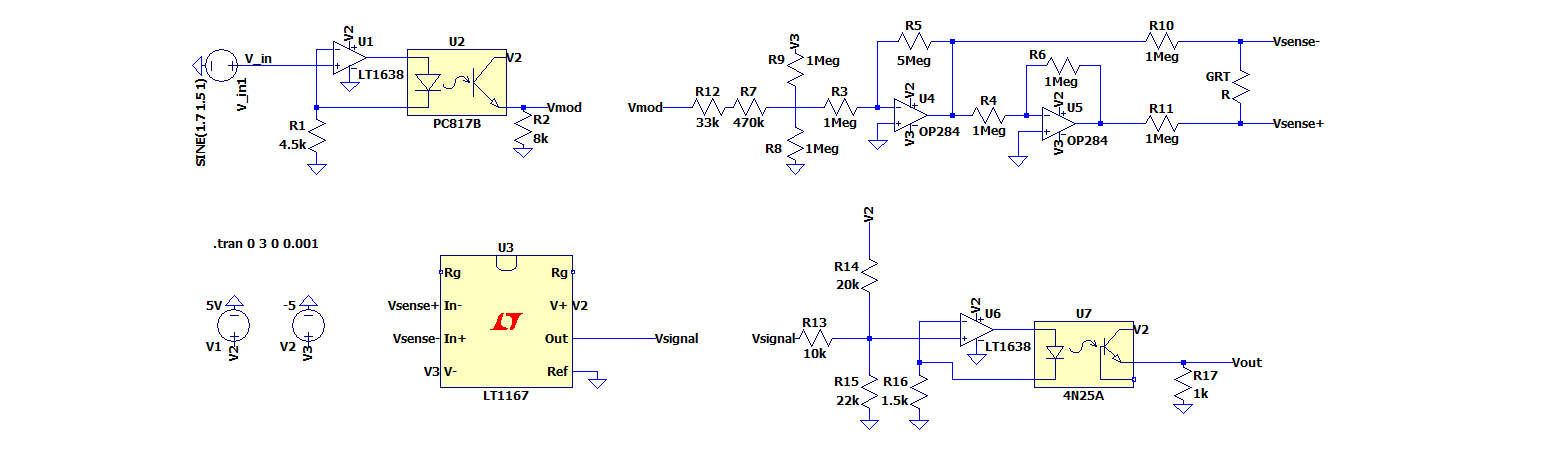 V2
U1
V_in
LT1638
SINE(1.7 1.5 1)
V_in1
R1
4.5k
U2
V2
PC817B
Vmod
R2
8k
Vmod
R12
33k
R7
470k
V3
R9
1Meg
R8
1Meg
R3
1Meg
R5
5Meg
V2
U4
OP284
V3
R4
1Meg
R6
1Meg
V2
U5
OP284
V3
R10
1Meg
Vsense-
GRT
R
R11
1Meg
Vsense+
.tran 0 3 0 0.001
5V
V1
V2
-5
V2
V3
U3
Rg
Rg
Vsense+
In-
V+
V2
Vsense-
In+
Out
Vsignal
V3
V-
Ref
LT1167
V2
R14
20k
Vsignal
R13
10k
R15
22k
R16
1.5k
V2
U6
LT1638
U7
V2
4N25A
Vout
R17
1k